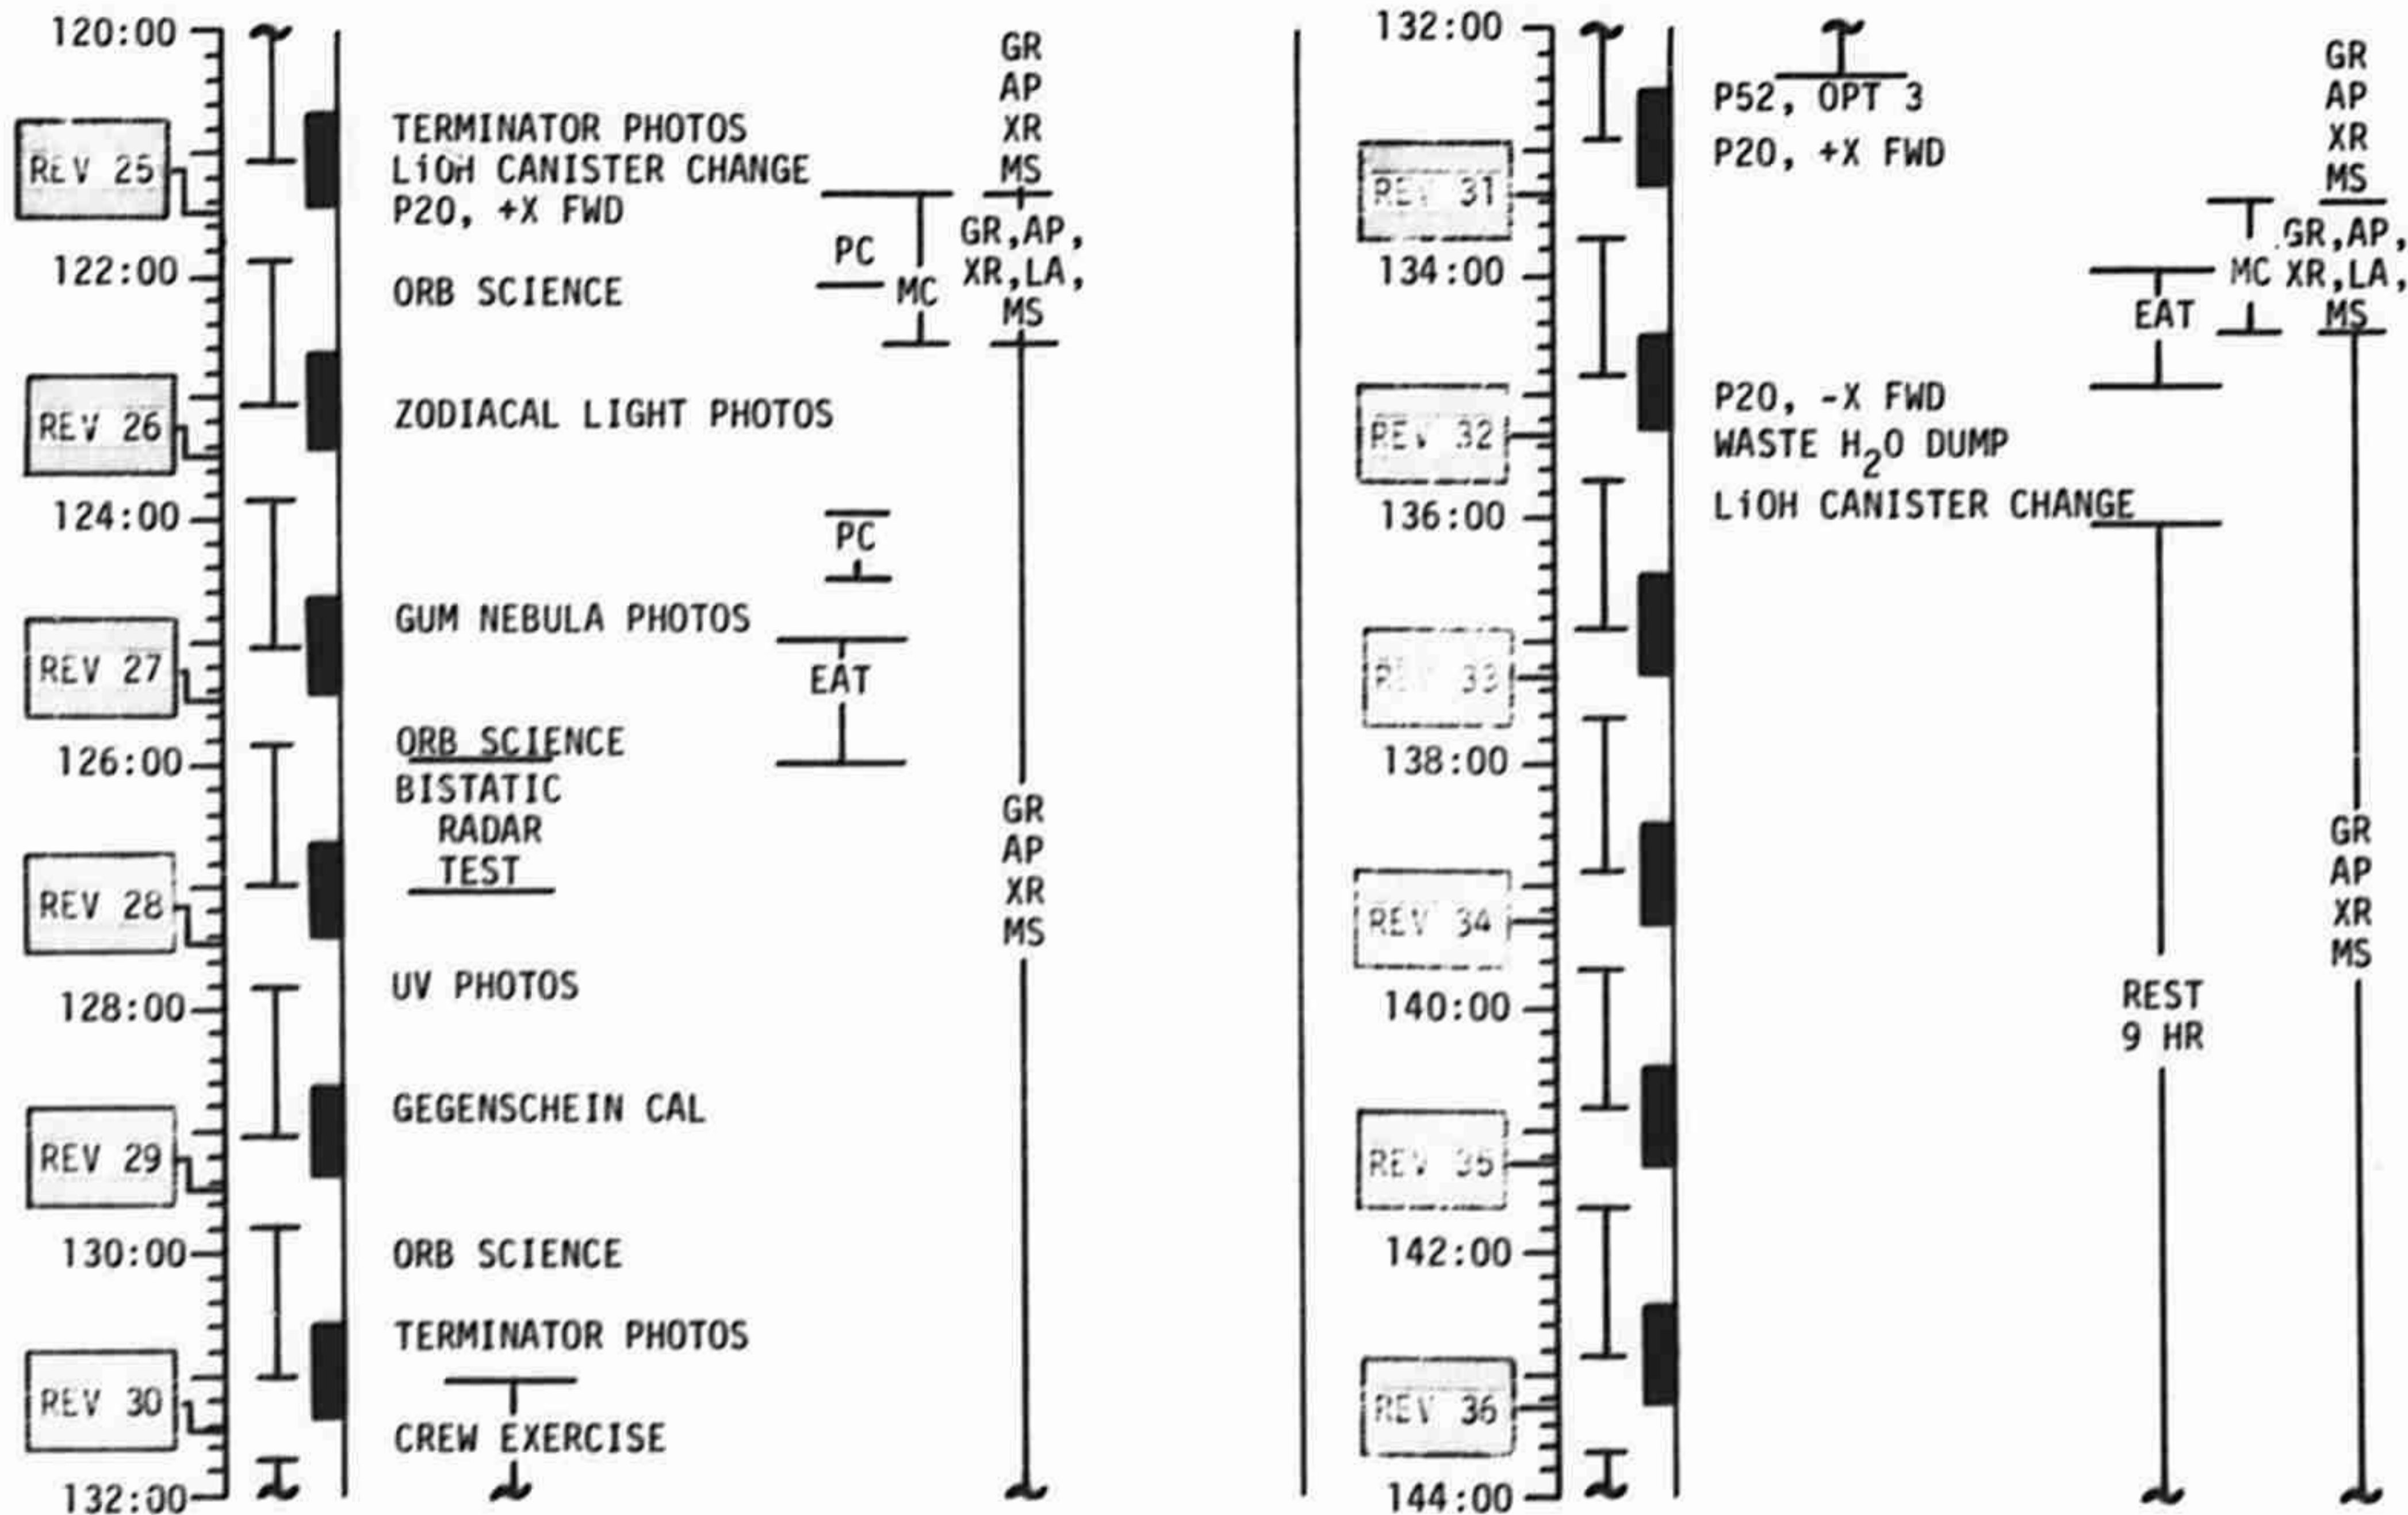 120:00
GR
AP
TERMINATOR PHOTOS
XR
REV 25
LiOH CANISTER CHANGE
MS
P20, +X FWD
GR,AP,
PC
122:00
XR,LA,
ORB SCIENCE
MC
MS
REV 26
ZODIACAL LIGHT PHOTOS
124:00
PC
GUM NEBULA PHOTOS
REV 27
EAT
ORB SCIENCE
126:00
BISTATIC
GR
RADAR
AP
TEST
XR
REV 28
MS
UV PHOTOS
128:00
GEGENSCHEIN CAL
REV 29
130:00
ORB SCIENCE
TERMINATOR PHOTOS
REV 30
CREW EXERCISE
132:00
132:00
GR
P52, OPT 3
AP
XR
P20, +X FWD
MS
REV 31
GR,AP,
134:00
MC
XR,LA,
EAT
MS
P20, -X FWD
REV 32
WASTE H2O DUMP
136:00
LiOH CANISTER CHANGE
REV 33
138:00
GR
AP
REV 34
XR
MS
140:00
REST
9 HR
REV 35
142:00
REV 36
144:00